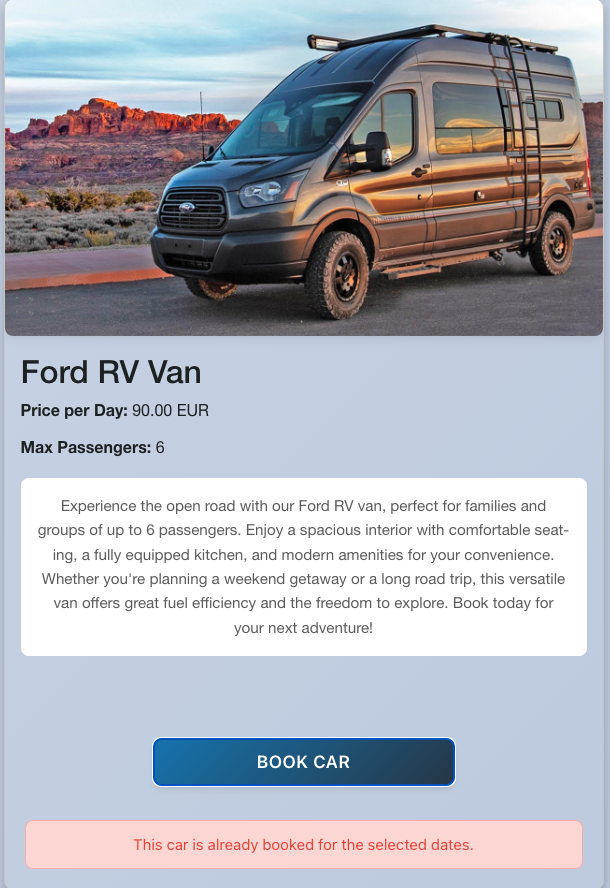 Ford RV Van
Price per Day: 90.00 EUR
Max Passengers: 6
Experience the open road with our Ford RV van, perfect for families and
groups of up to 6 passengers. Enjoy a spacious interior with comfortable seat-
ing, a fully equipped kitchen, and modern amenities for your convenience.
Whether you're planning a weekend getaway or a long road trip, this versatile
van offers great fuel efficiency and the freedom to explore. Book today for
your next adventure!
BOOK CAR
This car is already booked for the selected dates.